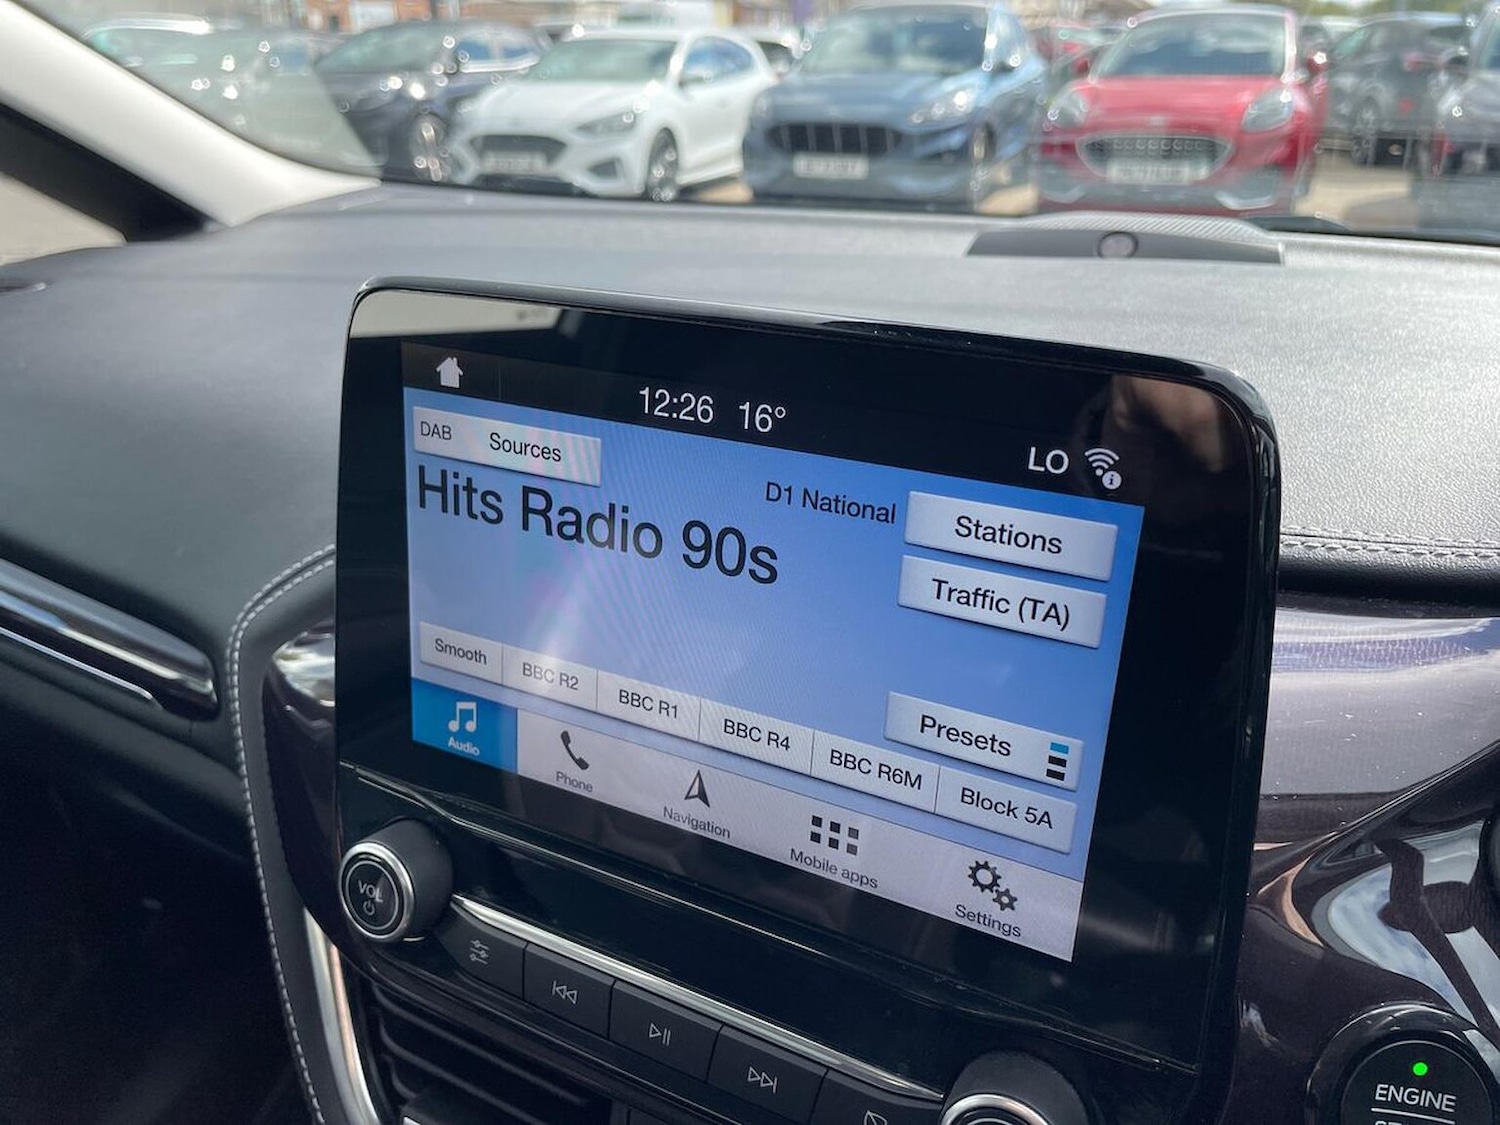 12:26 16°
LO
DAB Sources
D1 National
Stations
Hits Radio 90s
Traffic (TA)
Smooth
BBC R2
BBC R1
BBC R4
BBC R6M
Block 5A
Presets
Audio
Phone
Navigation
Mobile apps
Settings
VOL
ENGINE